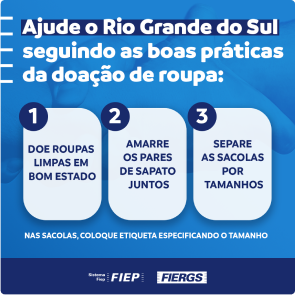 Ajude o Rio Grande do Sul
seguindo as boas práticas
da doação de roupa:
1
DOE ROUPAS
LIMPAS EM
BOM ESTADO
2
AMARRE
OS PARES
DE SAPATO
JUNTOS
3
SEPARE
AS SACOLAS
POR
TAMANHOS
NAS SACOLAS, COLOQUE ETIQUETA ESPECIFICANDO O TAMANHO
Sistema
Fiep
FIEP
FIERGS